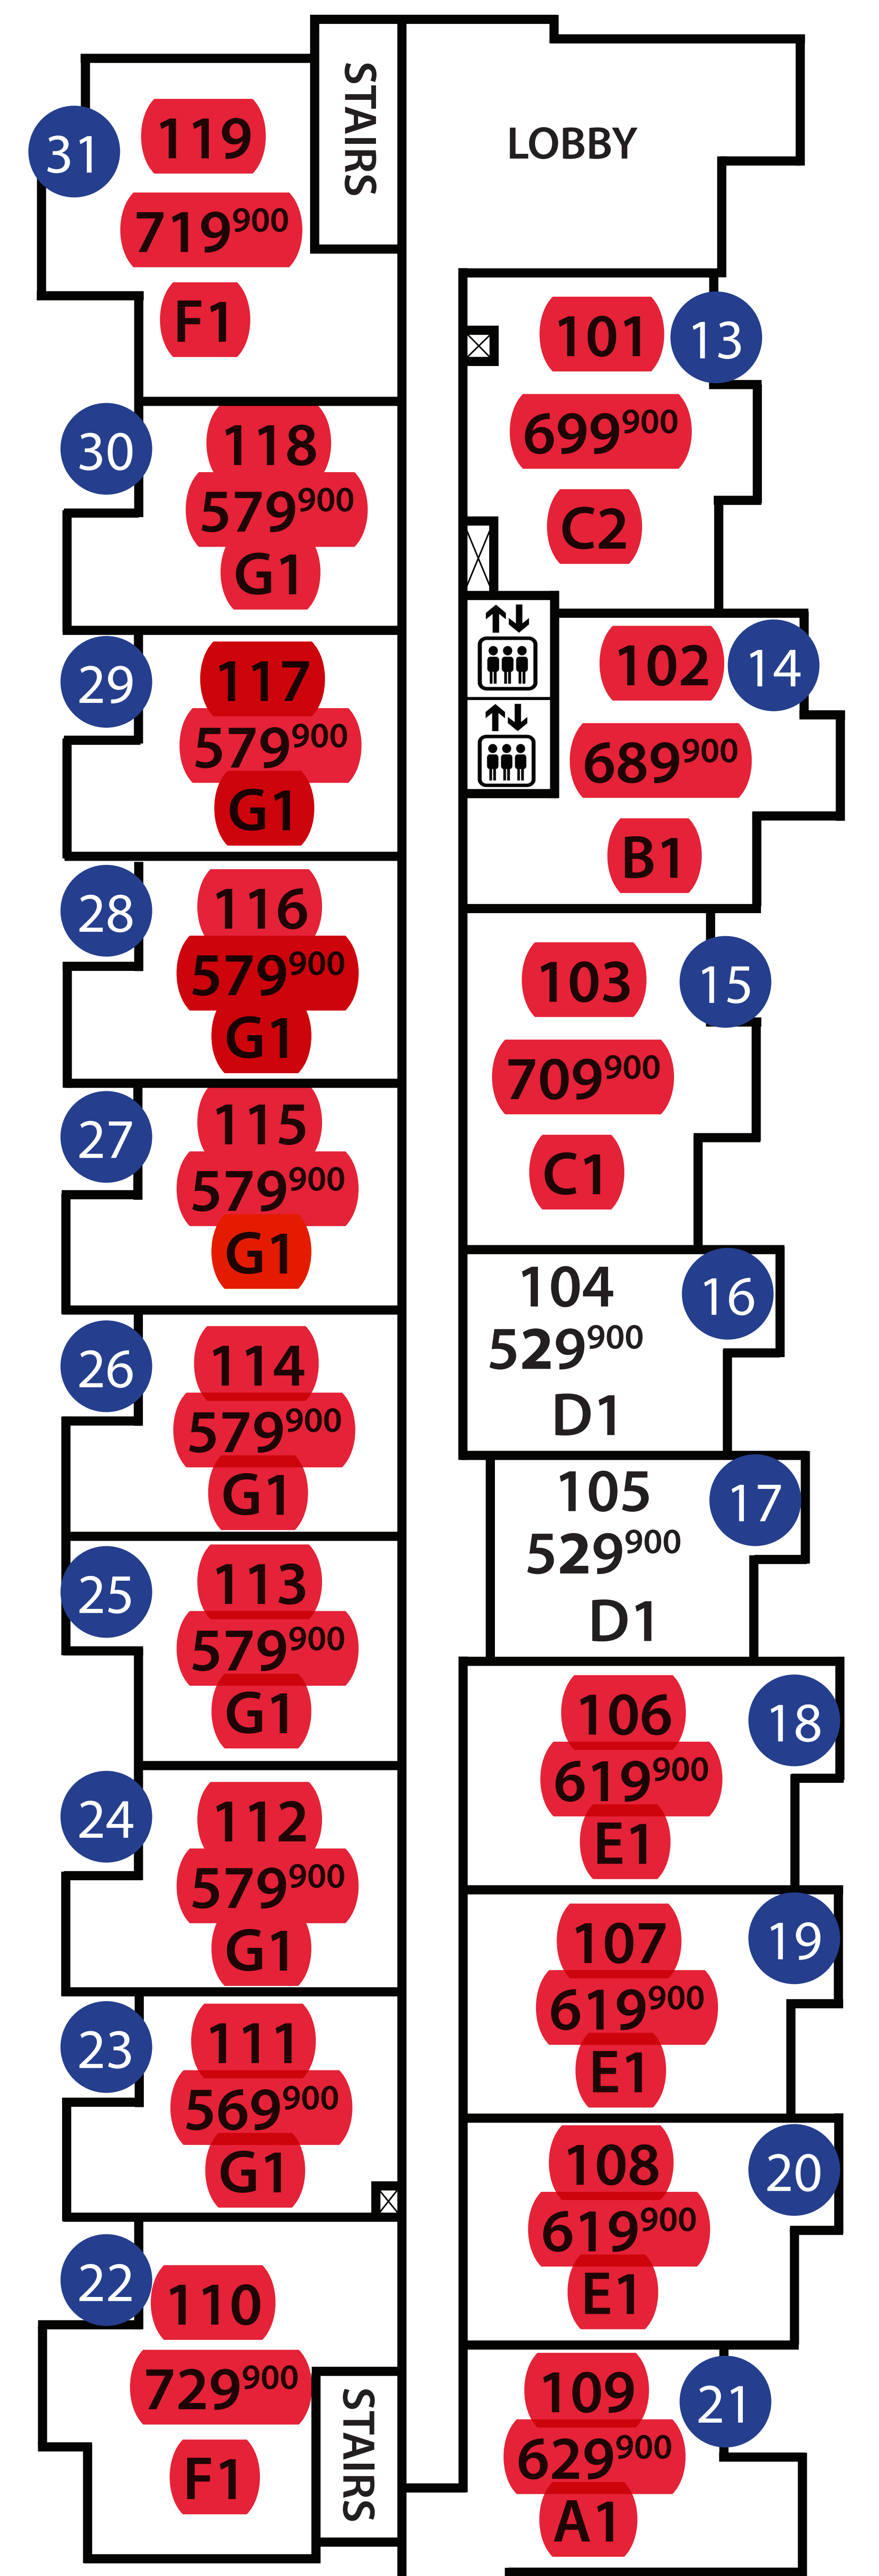 STAIRS
LOBBY
31
119
719900
F1
101
13
699900
C2
30
118
579900
G1
102
14
689900
B1
29
117
579900
G1
28
116
579900
G1
103
15
709900
C1
27
115
579900
G1
104
16
529900
D1
26
114
579900
G1
105
17
529900
D1
25
113
579900
G1
106
18
619900
E1
24
112
579900
G1
107
19
619900
E1
23
111
569900
G1
108
20
619900
E1
22
110
729900
F1
STAIRS
109
21
629900
A1